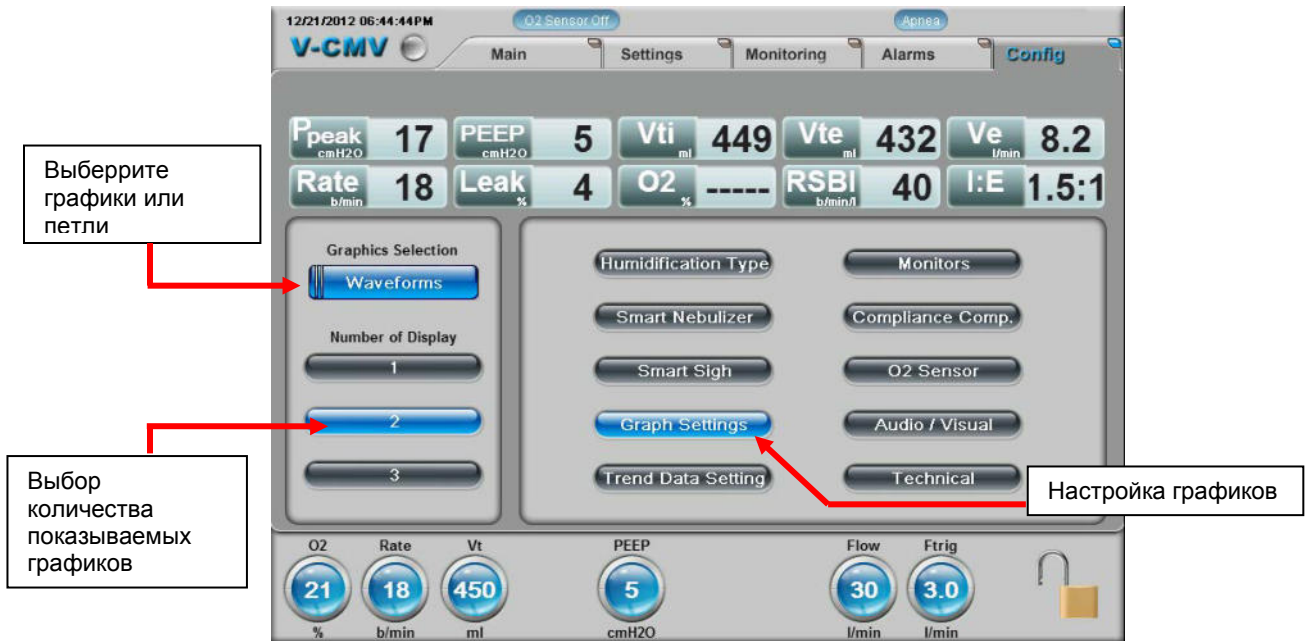 12/21/2012 06:44:44PM O2 Sensor Off Apnea
V-CMV Main Settings Monitoring Alarms Config
Ppeak cmH2O 17 PEEP cmH2O 5 Vti ml 449 Vte ml 432 Ve l/min 8.2
Rate b/min 18 Leak % 4 O2 % ----- RSBI b/min/l 40 I:E 1.5:1
Выберрите
графики или
петли
Graphics Selection
Waveforms
Number of Display
1
2
3
Humidification Type Monitors
Smart Nebulizer Compliance Comp.
Smart Sigh O2 Sensor
Graph Settings Audio / Visual
Trend Data Setting Technical
Выбор
количества
показываемых
графиков
Настройка графиков
O2 Rate Vt PEEP Flow Ftrig
21 18 450 5 30 3.0
% b/min ml cmH2O l/min l/min